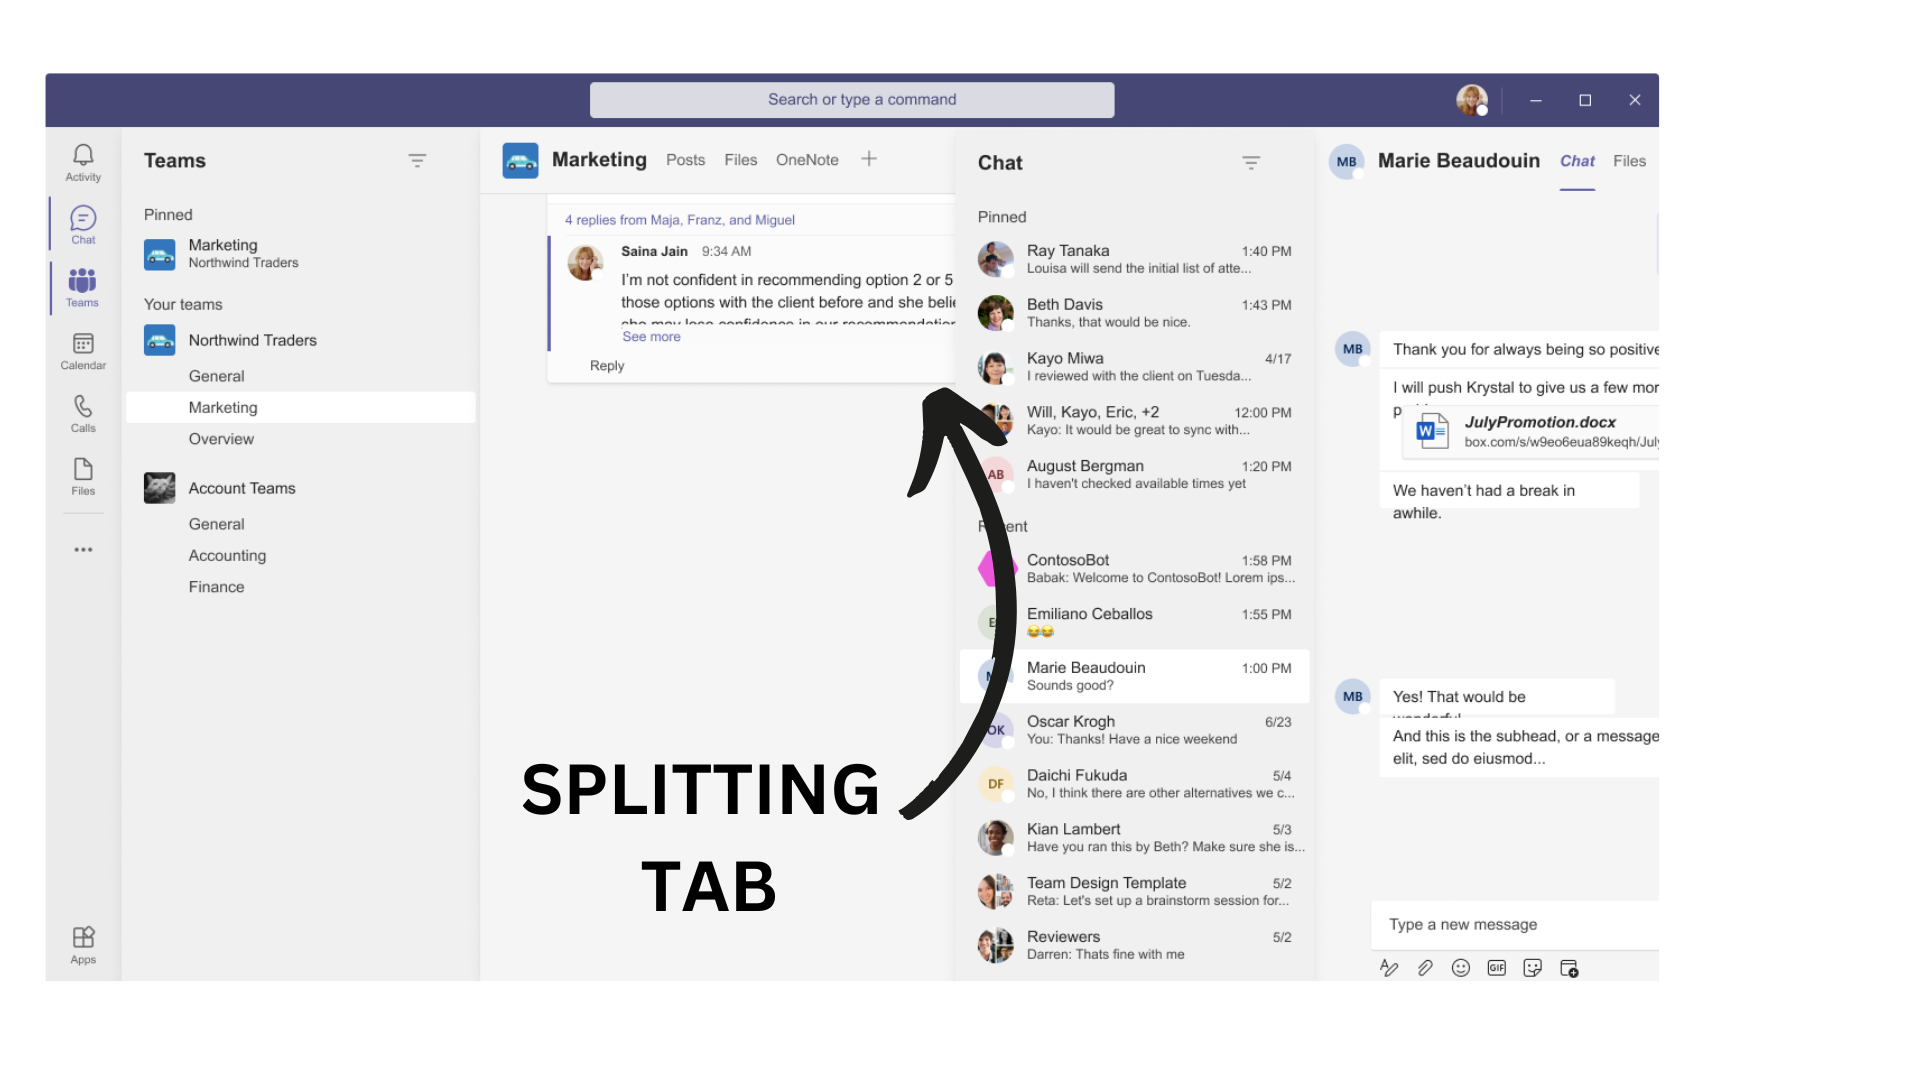 Search or type a command
Activity
Chat
Teams
Calendar
Calls
Files
Apps
Teams
Pinned
Marketing
Northwind Traders
Your teams
Northwind Traders
General
Marketing
Overview
Account Teams
General
Accounting
Finance
Marketing Posts Files OneNote
4 replies from Maja, Franz, and Miguel
Saina Jain 9:34 AM
I'm not confident in recommending option 2 or 5
those options with the client before and she belie
she may lose confidence in our recommendation
See more
Reply
SPLITTING
TAB
Chat
Pinned
Ray Tanaka 1:40 PM
Louisa will send the initial list of atte...
Beth Davis 1:43 PM
Thanks, that would be nice.
Kayo Miwa 4/17
I reviewed with the client on Tuesda...
Will, Kayo, Eric, +2 12:00 PM
Kayo: It would be great to sync with...
AB
August Bergman 1:20 PM
I haven't checked available times yet
Recent
ContosoBot 1:58 PM
Babak: Welcome to ContosoBot! Lorem ips...
Emiliano Ceballos 1:55 PM
😂😂
Marie Beaudouin 1:00 PM
Sounds good?
OK
Oscar Krogh 6/23
You: Thanks! Have a nice weekend
DF
Daichi Fukuda 5/4
No, I think there are other alternatives we c...
Kian Lambert 5/3
Have you ran this by Beth? Make sure she is...
Team Design Template 5/2
Reta: Let's set up a brainstorm session for...
Reviewers 5/2
Darren: Thats fine with me
MB Marie Beaudouin Chat Files
MB
Thank you for always being so positive
I will push Krystal to give us a few mor
W JulyPromotion.docx
box.com/s/w9eo6eua89keqh/July
We haven't had a break in
awhile.
MB
Yes! That would be
wonderful!
And this is the subhead, or a message
elit, sed do eiusmod...
Type a new message
GIF